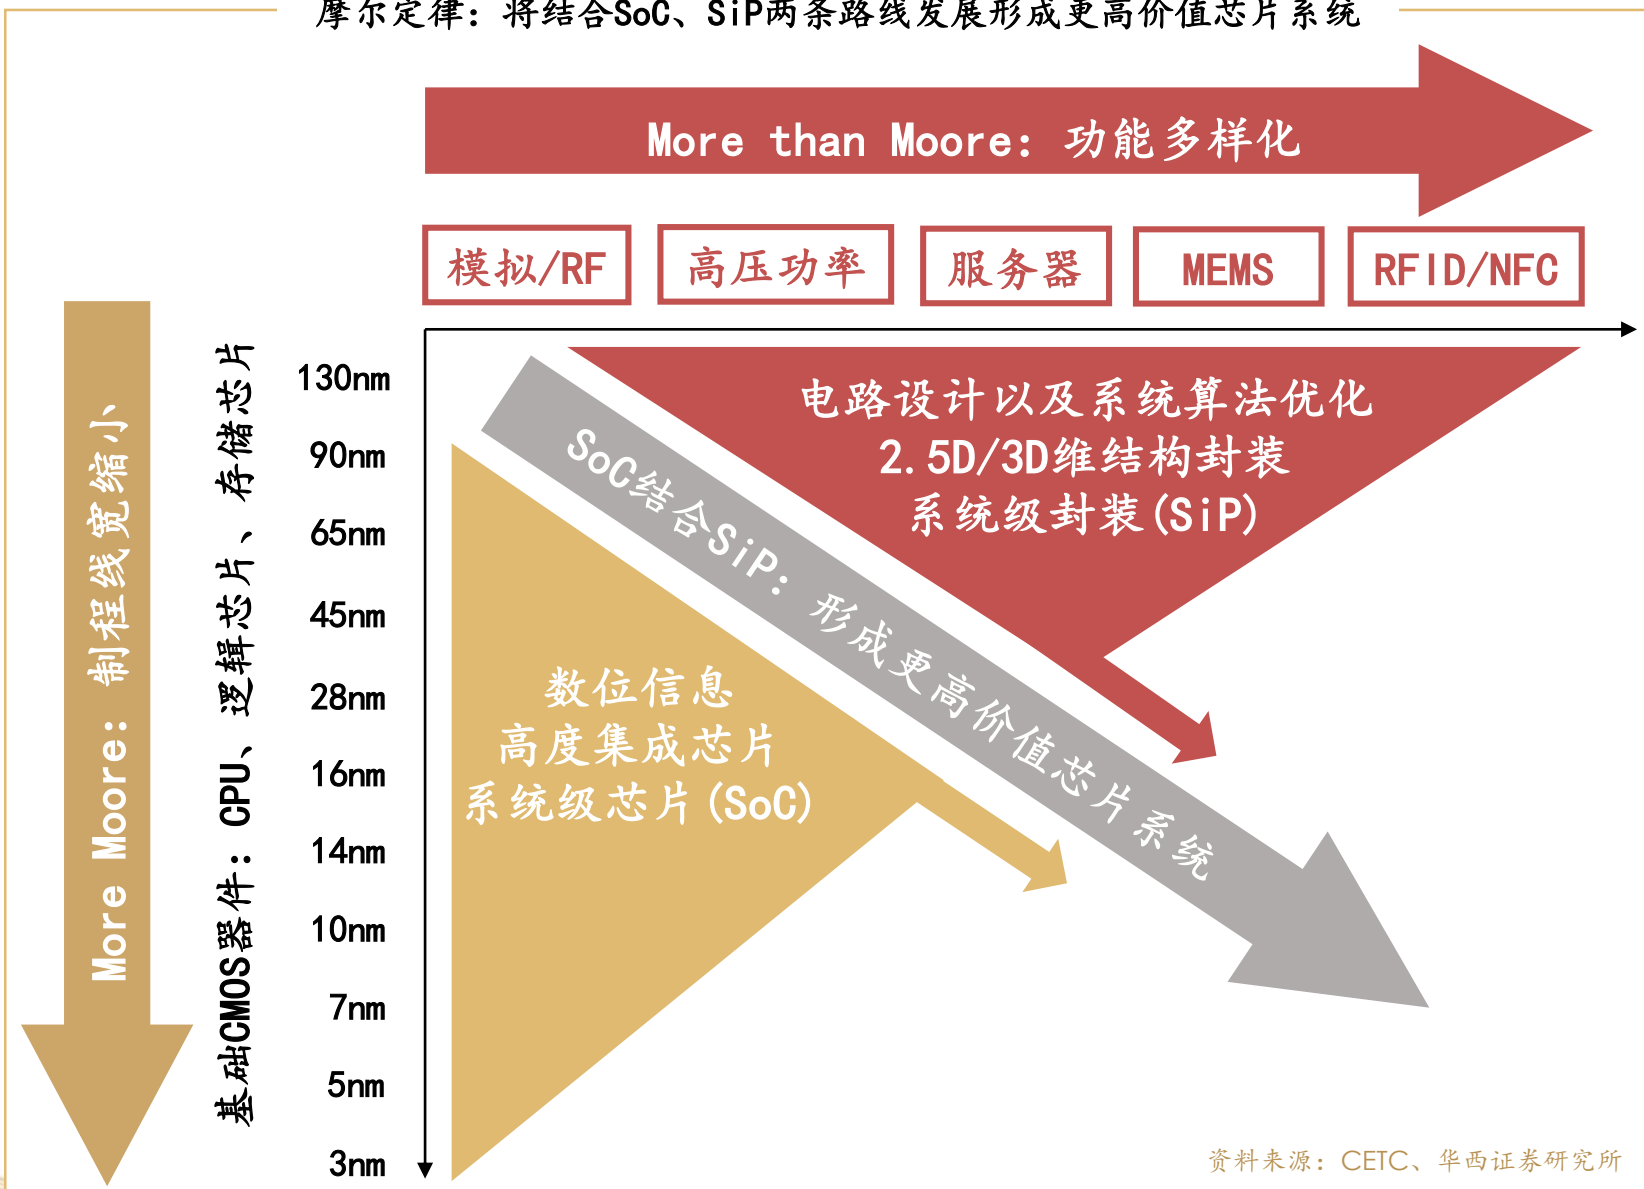 摩尔定律：将结合SoC、SiP两条路线发展形成更高价值芯片系统
More than Moore：功能多样化
模拟/RF
高压功率
服务器
MEMS
RFID/NFC
More Moore：制程线宽缩小
基础CMOS器件：CPU、逻辑芯片、存储芯片
130nm
90nm
65nm
45nm
28nm
16nm
14nm
10nm
7nm
5nm
3nm
电路设计以及系统算法优化
2.5D/3D维结构封装
系统级封装(SiP)
SoC结合SiP：形成更高价值芯片系统
数位信息
高度集成芯片
系统级芯片(SoC)
资料来源：CETC、华西证券研究所